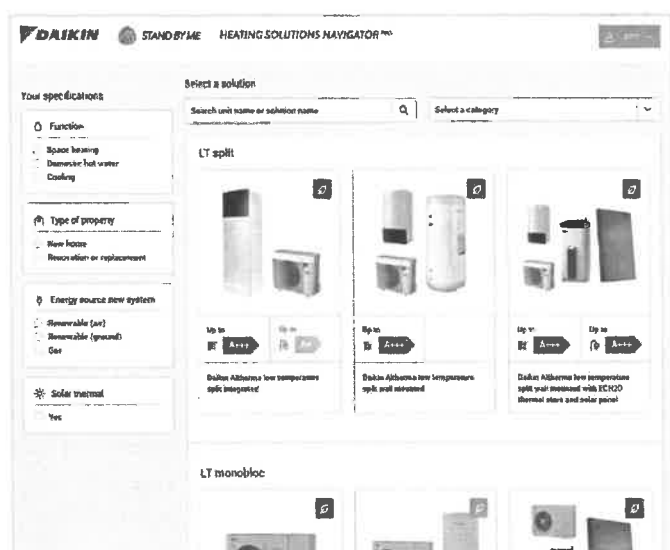 DAIKIN
STAND BY ME
HEATING SOLUTIONS NAVIGATOR
Your specifications
Function
Space heating
Domestic hot water
Cooling
Type of property
New home
Renovation or replacement
Energy source new system
Renewable (air)
Renewable (ground)
Gas
Solar thermal
Yes
Select a solution
Search unit name or solution name
Select a category
LT split
Up to
A+++
Up to
Daikin Altherma low temperature
split integrated
Up to
A+++
Daikin Altherma low temperature
split wall mounted
Up to
A+++
Up to
A+++
Daikin Altherma low temperature
split wall mounted with ECH2O
thermal store and solar panel
LT monobloc